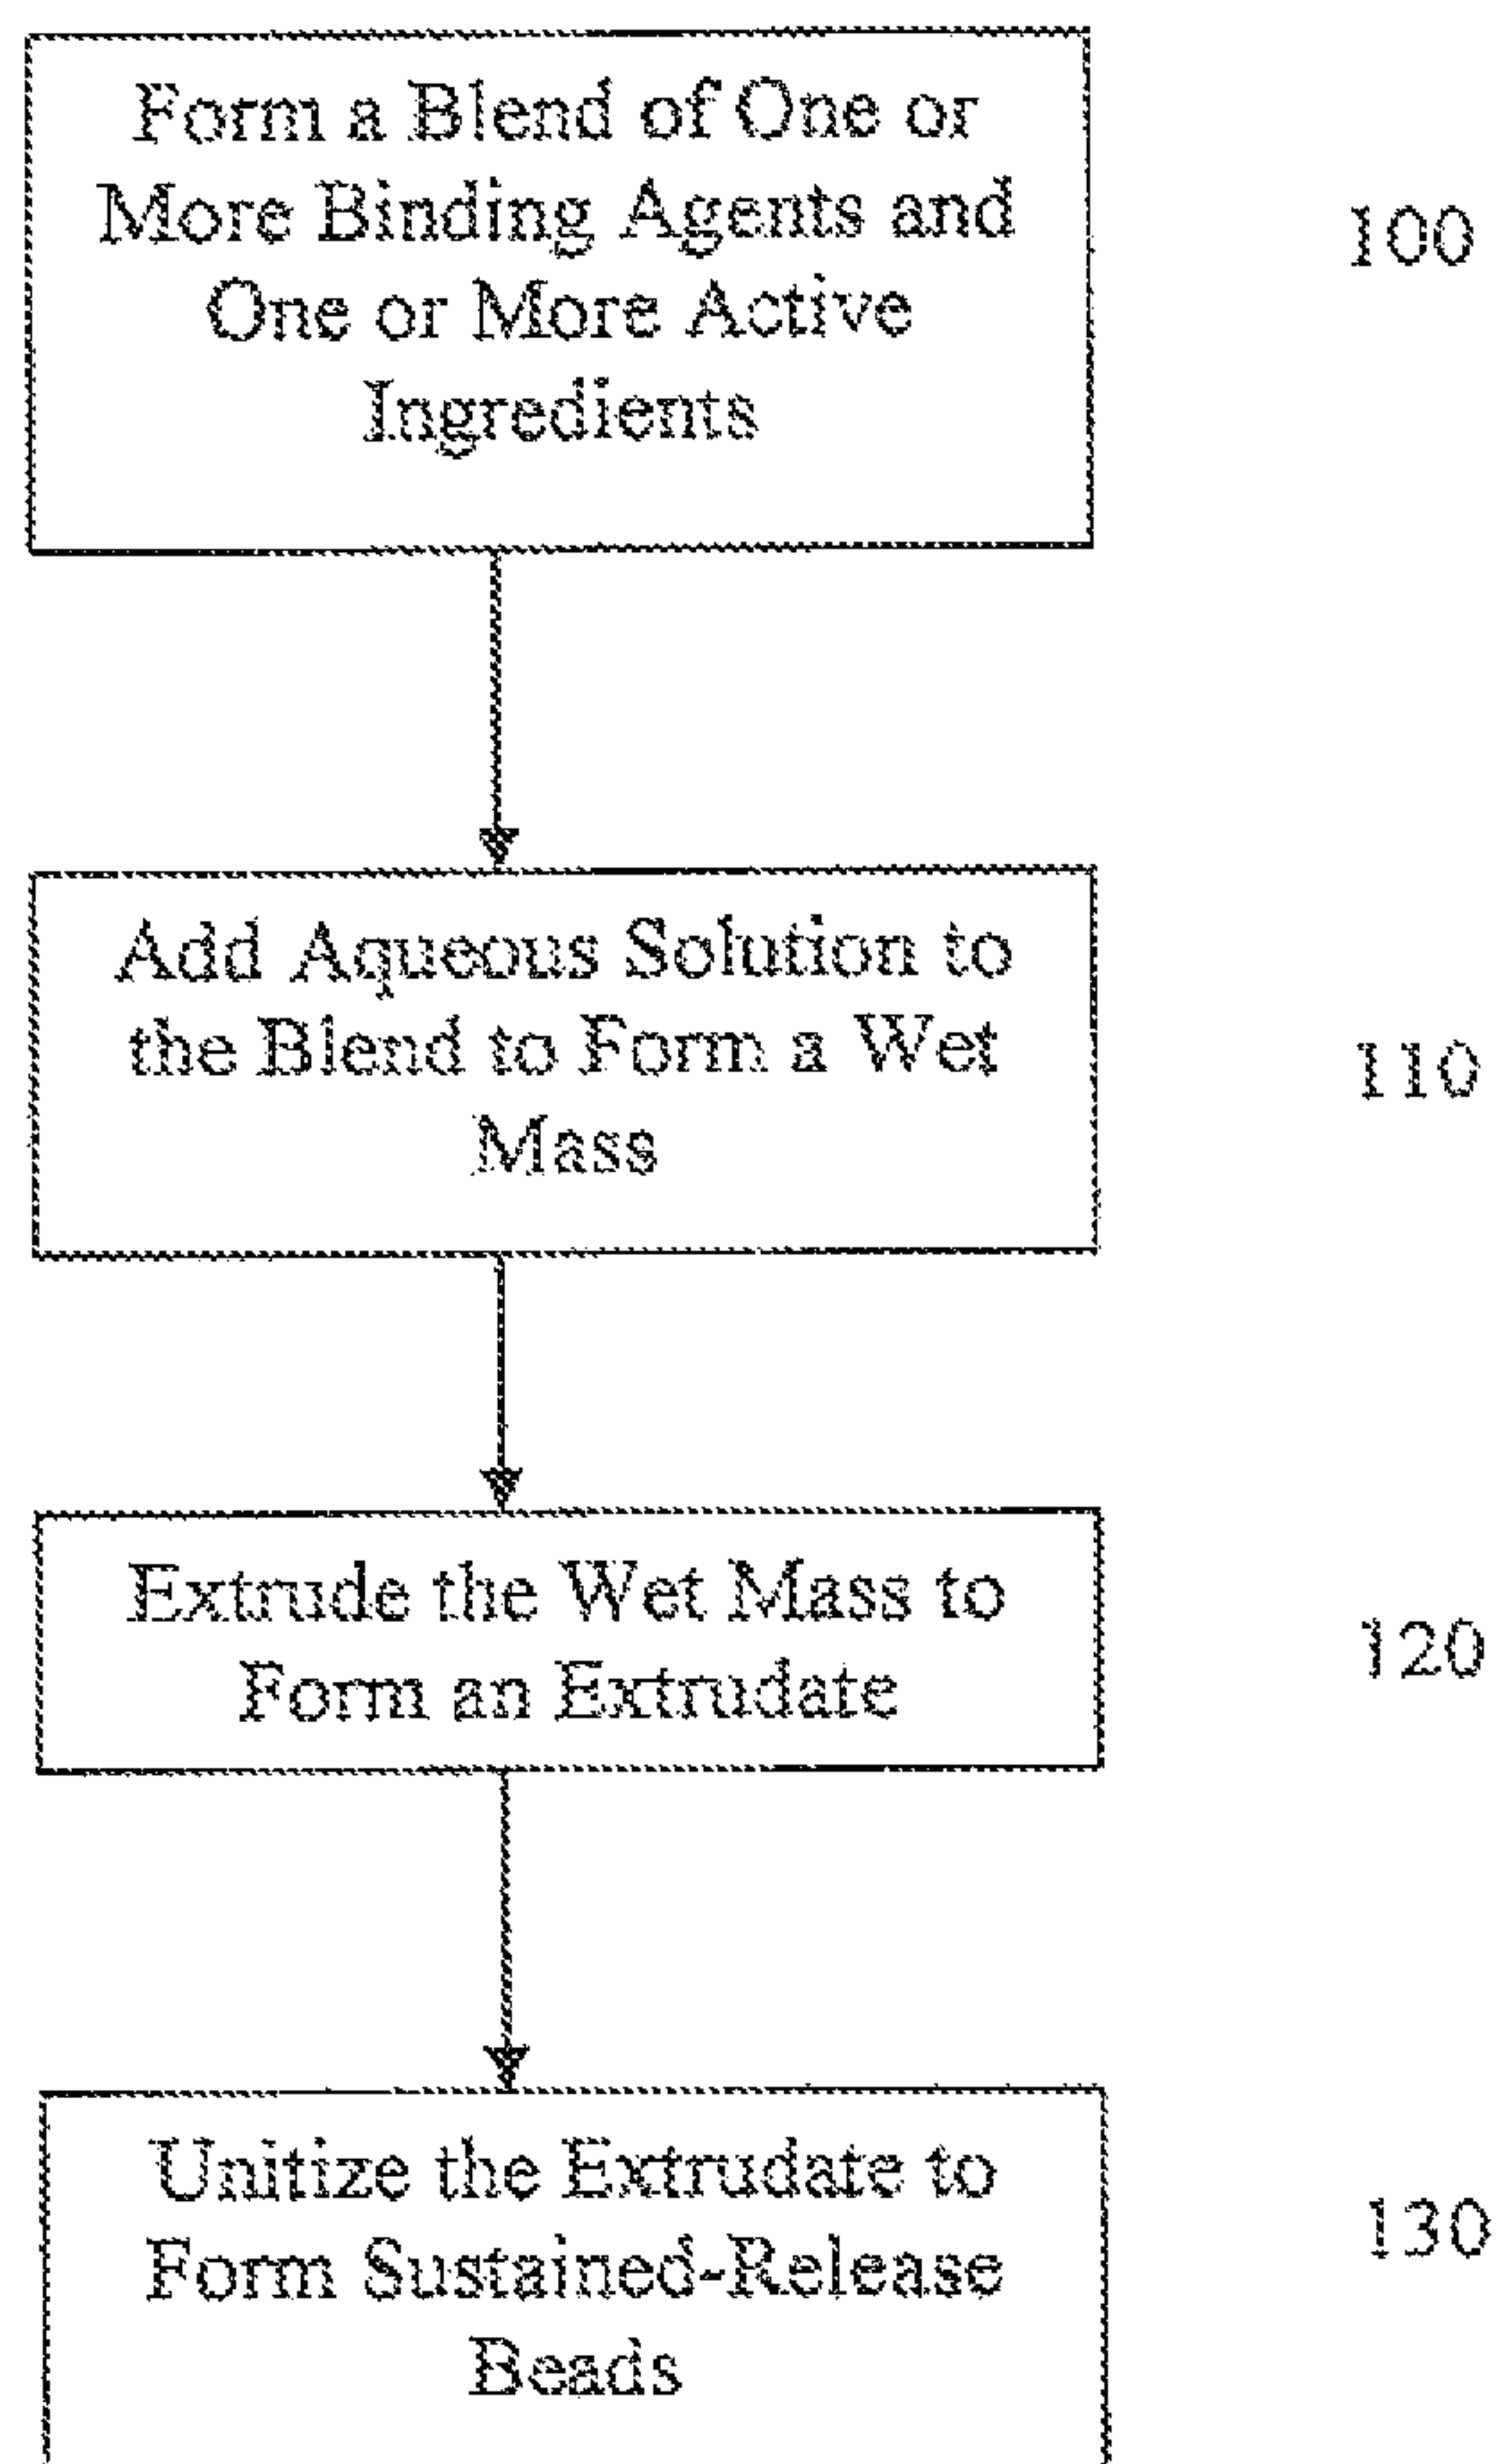 Form a Blend of One or
More Binding Agents and
One or More Active
Ingredients
100
Add Aqueous Solution to
the Blend to Form a Wet
Mass
110
Extrude the Wet Mass to
Form an Extrudate
120
Unitize the Extrudate to
Form Sustained-Release
Beads
130